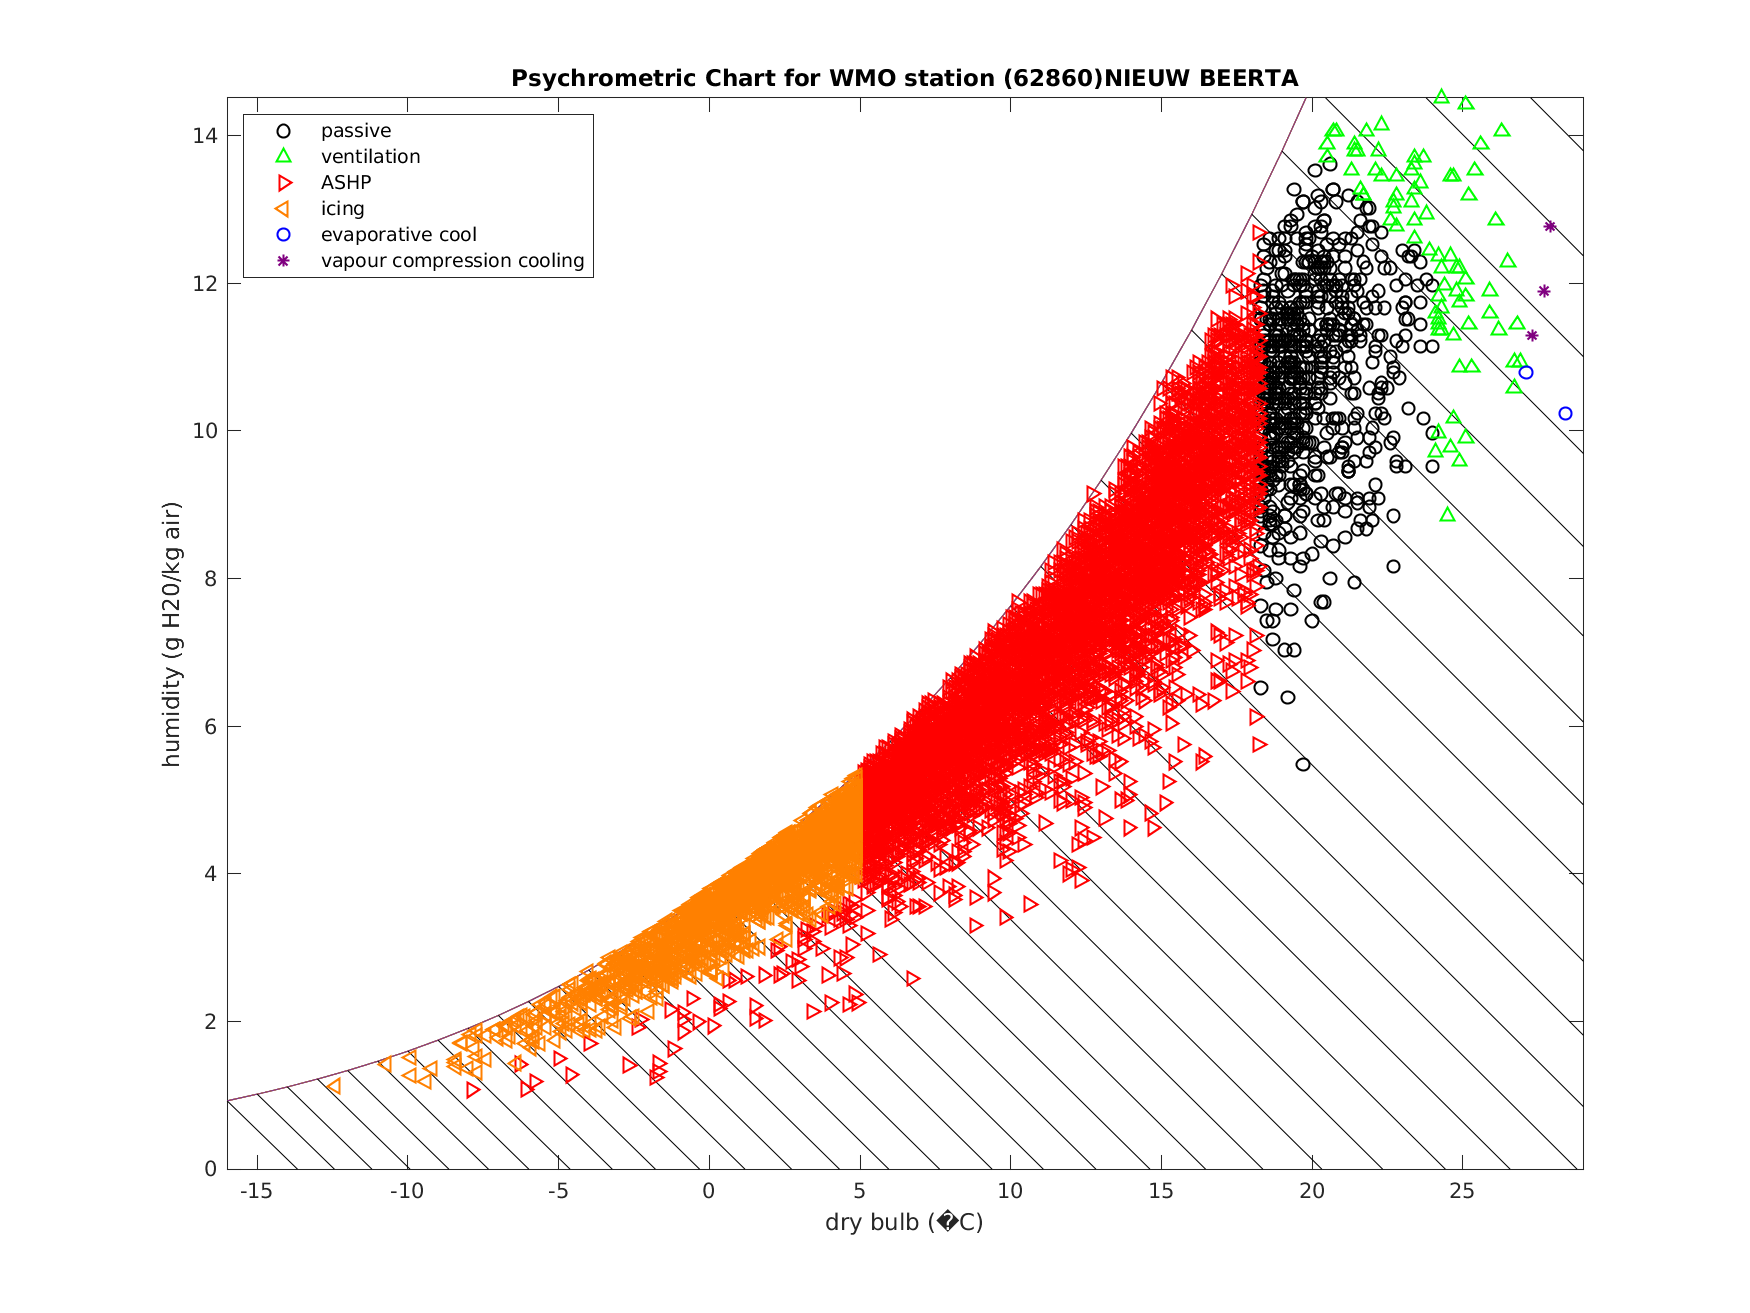 Psychrometric Chart for WMO station (62860)NIEUW BEERTA
passive
ventilation
ASHP
icing
evaporative cool
vapour compression cooling
humidity (g H20/kg air)
14
12
10
8
6
4
2
0
-15 -10 -5 0 5 10 15 20 25
dry bulb (�C)